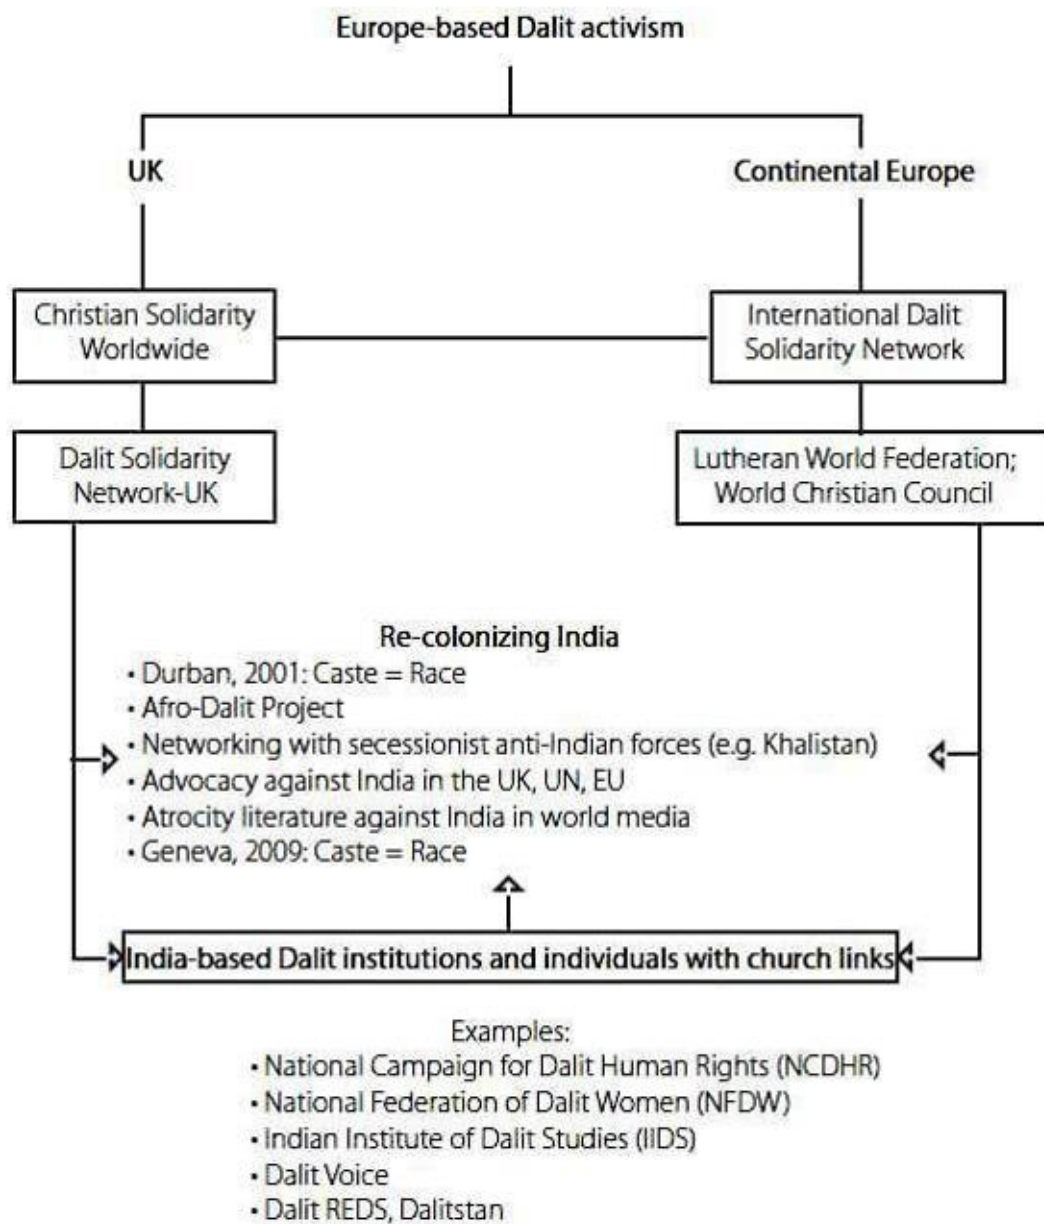 Europe-based Dalit activism
UK
Continental Europe
Christian Solidarity
Worldwide
International Dalit
Solidarity Network
Dalit Solidarity
Network-UK
Lutheran World Federation;
World Christian Council
Re-colonizing India
• Durban, 2001: Caste = Race
• Afro-Dalit Project
• Networking with secessionist anti-Indian forces (e.g. Khalistan)
• Advocacy against India in the UK, UN, EU
• Atrocity literature against India in world media
• Geneva, 2009: Caste = Race
India-based Dalit institutions and individuals with church links
Examples:
• National Campaign for Dalit Human Rights (NCDHR)
• National Federation of Dalit Women (NFDW)
• Indian Institute of Dalit Studies (IIDS)
• Dalit Voice
• Dalit REDS, Dalitstan